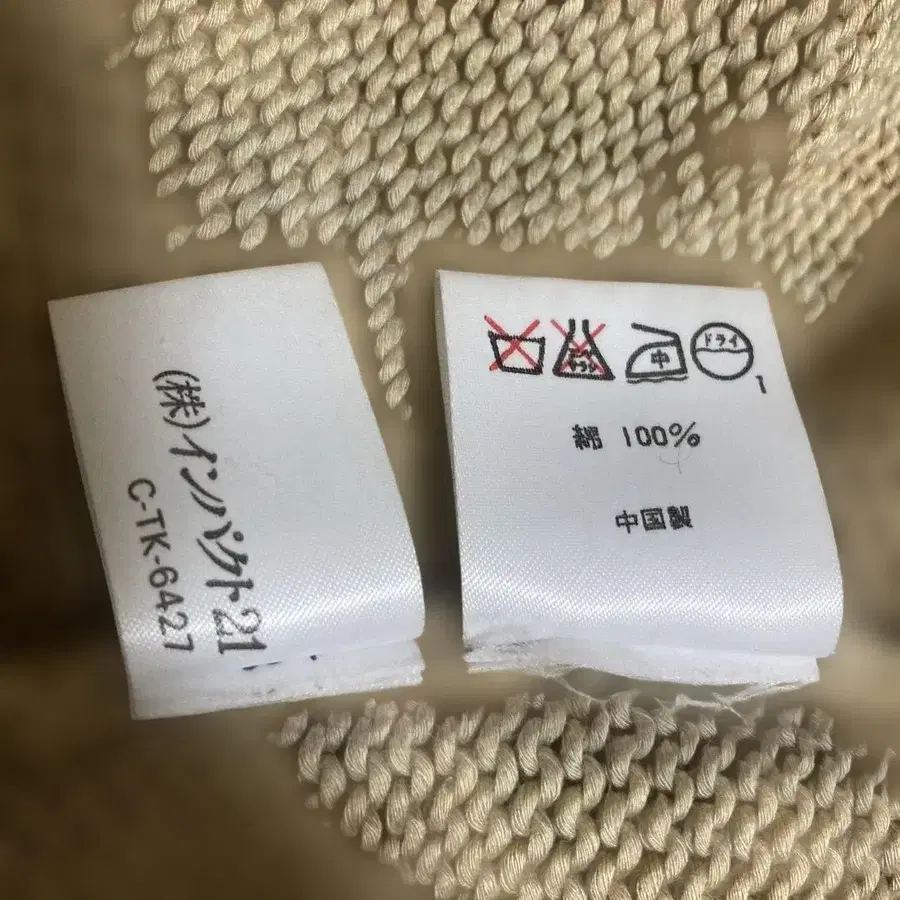 (株)インパクト21
C-TK-6427
中
ドライ
綿 100%
中国製